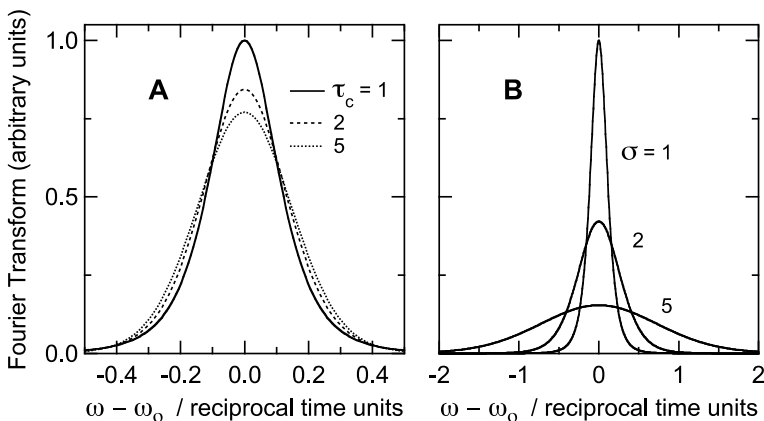 Fourier Transform (arbitrary units)
1.0
0.5
0.0
A
τc = 1
2
5
-0.4 -0.2 0.0 0.2 0.4
ω − ωo / reciprocal time units
B
σ = 1
2
5
-2 -1 0 1 2
ω − ωo / reciprocal time units